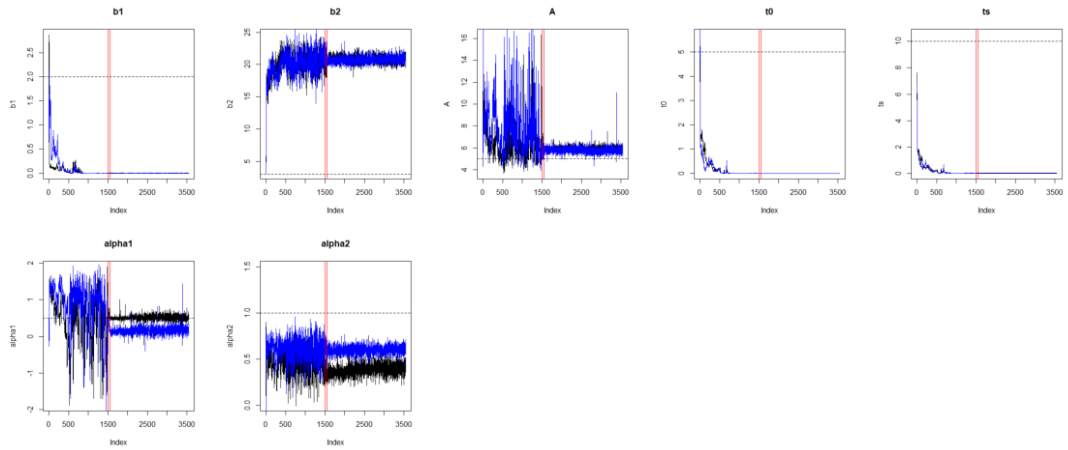 b1
b1
0.0 0.5 1.0 1.5 2.0 2.5
0 500 1500 2500 3500
Index
b2
b2
5 10 15 20 25
0 500 1500 2500 3500
Index
A
A
4 6 8 10 12 14 16
0 500 1500 2500 3500
Index
t0
t0
0 1 2 3 4 5
0 500 1500 2500 3500
Index
ts
ts
0 2 4 6 8 10
0 500 1500 2500 3500
Index
alpha1
alpha1
-2 -1 0 1 2
0 500 1500 2500 3500
Index
alpha2
alpha2
0.0 0.5 1.0 1.5
0 500 1500 2500 3500
Index